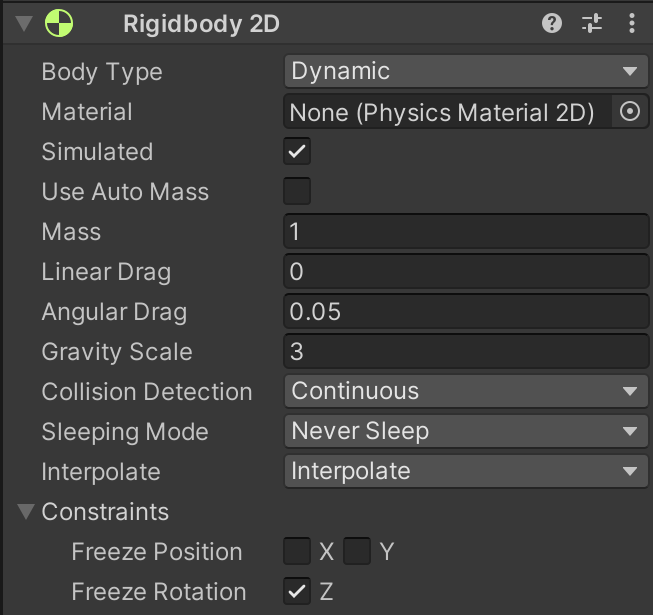 Rigidbody 2D
Body Type Dynamic
Material None (Physics Material 2D)
Simulated
Use Auto Mass
Mass 1
Linear Drag 0
Angular Drag 0.05
Gravity Scale 3
Collision Detection Continuous
Sleeping Mode Never Sleep
Interpolate Interpolate
Constraints
Freeze Position X Y
Freeze Rotation Z